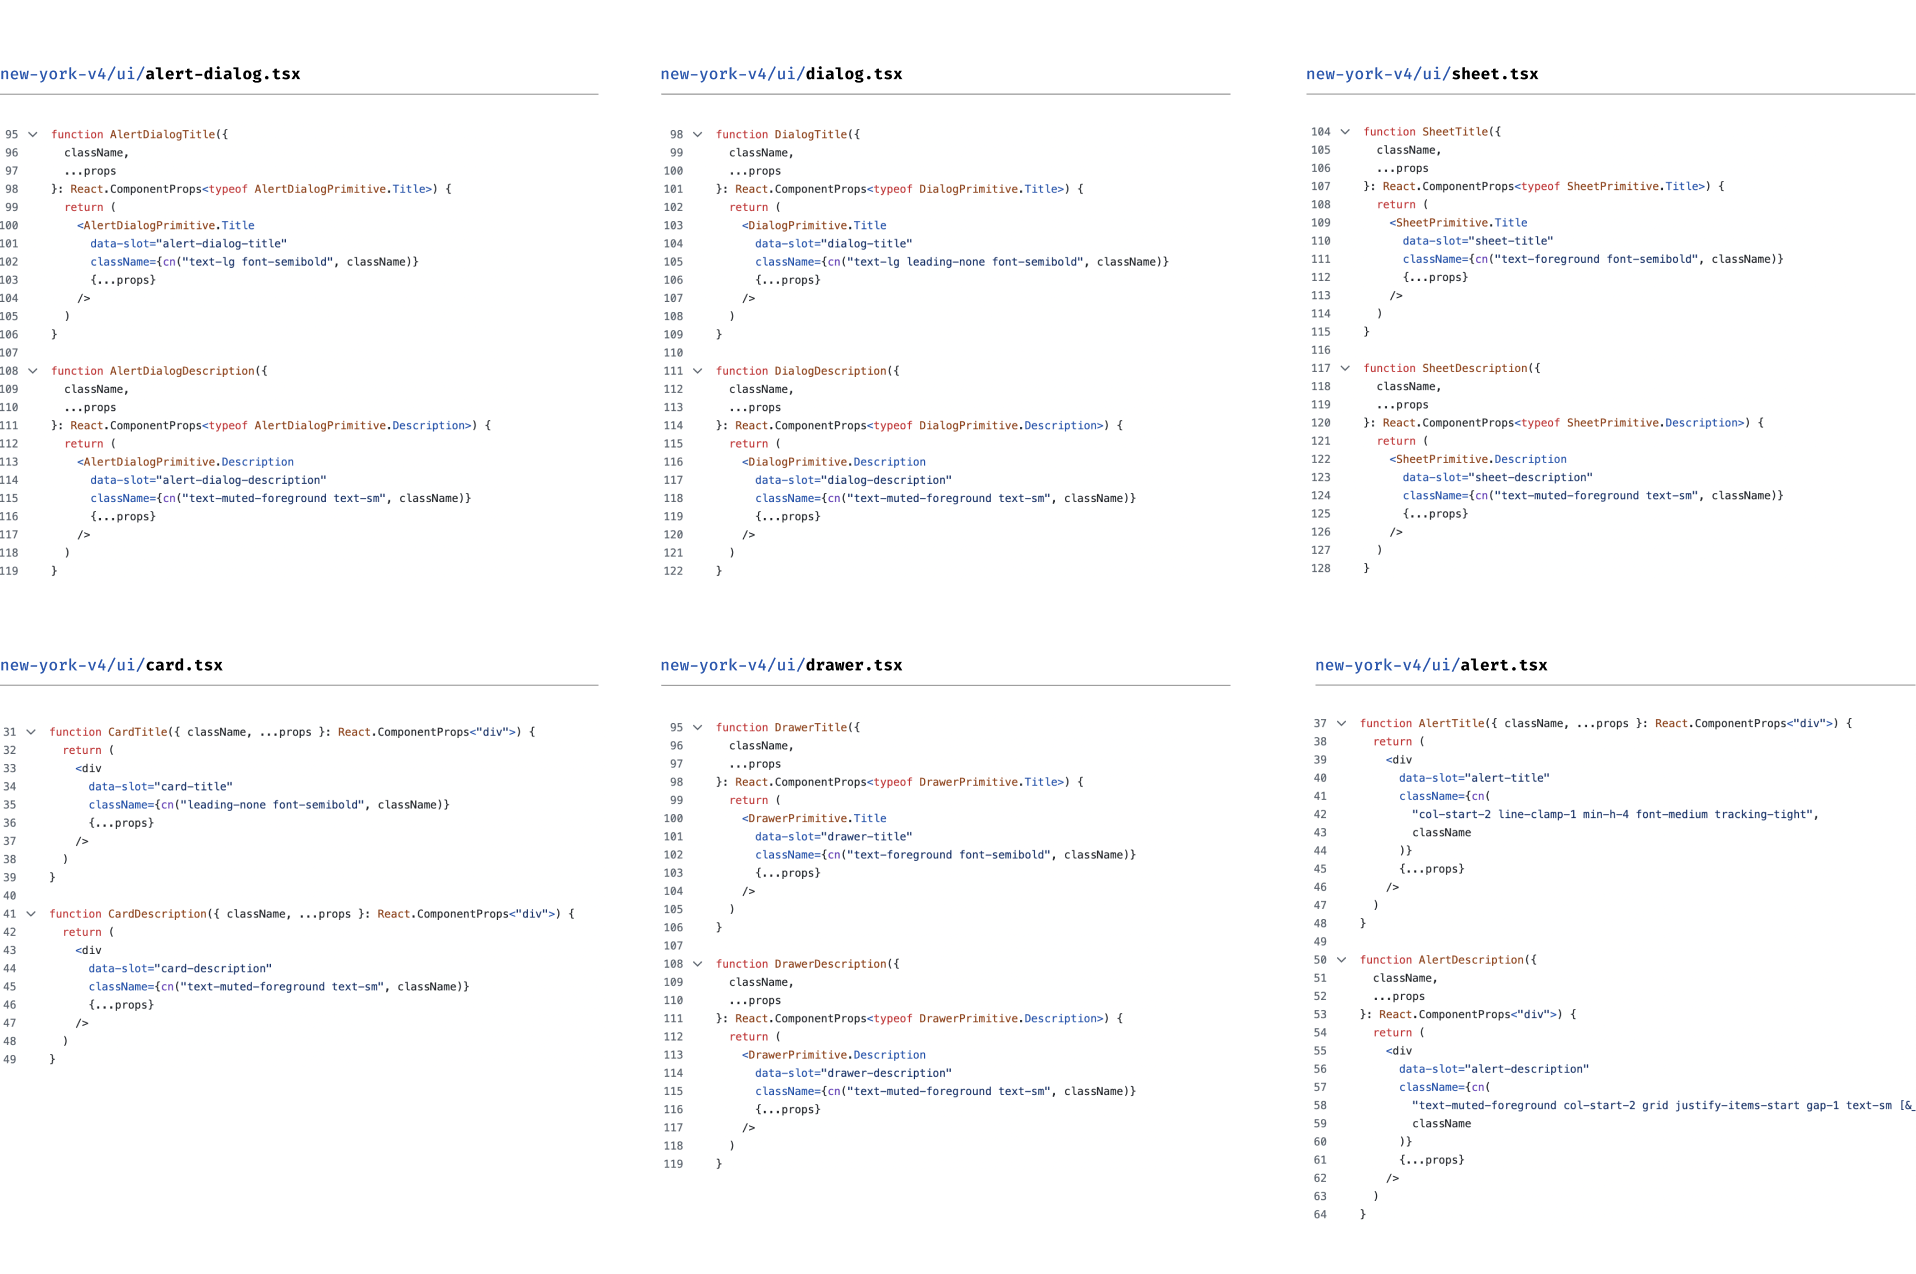 new-york-v4/ui/alert-dialog.tsx
95 function AlertDialogTitle({
96 className,
97 ...props
98 }: React.ComponentProps<typeof AlertDialogPrimitive.Title>) {
99 return (
100 <AlertDialogPrimitive.Title
101 data-slot="alert-dialog-title"
102 className={cn("text-lg font-semibold", className)}
103 {...props}
104 />
105 )
106 }
107
108 function AlertDialogDescription({
109 className,
110 ...props
111 }: React.ComponentProps<typeof AlertDialogPrimitive.Description>) {
112 return (
113 <AlertDialogPrimitive.Description
114 data-slot="alert-dialog-description"
115 className={cn("text-muted-foreground text-sm", className)}
116 {...props}
117 />
118 )
119 }
new-york-v4/ui/dialog.tsx
98 function DialogTitle({
99 className,
100 ...props
101 }: React.ComponentProps<typeof DialogPrimitive.Title>) {
102 return (
103 <DialogPrimitive.Title
104 data-slot="dialog-title"
105 className={cn("text-lg leading-none font-semibold", className)}
106 {...props}
107 />
108 )
109 }
110
111 function DialogDescription({
112 className,
113 ...props
114 }: React.ComponentProps<typeof DialogPrimitive.Description>) {
115 return (
116 <DialogPrimitive.Description
117 data-slot="dialog-description"
118 className={cn("text-muted-foreground text-sm", className)}
119 {...props}
120 />
121 )
122 }
new-york-v4/ui/sheet.tsx
104 function SheetTitle({
105 className,
106 ...props
107 }: React.ComponentProps<typeof SheetPrimitive.Title>) {
108 return (
109 <SheetPrimitive.Title
110 data-slot="sheet-title"
111 className={cn("text-foreground font-semibold", className)}
112 {...props}
113 />
114 )
115 }
116
117 function SheetDescription({
118 className,
119 ...props
120 }: React.ComponentProps<typeof SheetPrimitive.Description>) {
121 return (
122 <SheetPrimitive.Description
123 data-slot="sheet-description"
124 className={cn("text-muted-foreground text-sm", className)}
125 {...props}
126 />
127 )
128 }
new-york-v4/ui/card.tsx
31 function CardTitle({ className, ...props }: React.ComponentProps<"div">) {
32 return (
33 <div
34 data-slot="card-title"
35 className={cn("leading-none font-semibold", className)}
36 {...props}
37 />
38 )
39 }
40
41 function CardDescription({ className, ...props }: React.ComponentProps<"div">) {
42 return (
43 <div
44 data-slot="card-description"
45 className={cn("text-muted-foreground text-sm", className)}
46 {...props}
47 />
48 )
49 }
new-york-v4/ui/drawer.tsx
95 function DrawerTitle({
96 className,
97 ...props
98 }: React.ComponentProps<typeof DrawerPrimitive.Title>) {
99 return (
100 <DrawerPrimitive.Title
101 data-slot="drawer-title"
102 className={cn("text-foreground font-semibold", className)}
103 {...props}
104 />
105 )
106 }
107
108 function DrawerDescription({
109 className,
110 ...props
111 }: React.ComponentProps<typeof DrawerPrimitive.Description>) {
112 return (
113 <DrawerPrimitive.Description
114 data-slot="drawer-description"
115 className={cn("text-muted-foreground text-sm", className)}
116 {...props}
117 />
118 )
119 }
new-york-v4/ui/alert.tsx
37 function AlertTitle({ className, ...props }: React.ComponentProps<"div">) {
38 return (
39 <div
40 data-slot="alert-title"
41 className={cn(
42 "col-start-2 line-clamp-1 min-h-4 font-medium tracking-tight",
43 className
44 )}
45 {...props}
46 />
47 )
48 }
49
50 function AlertDescription({
51 className,
52 ...props
53 }: React.ComponentProps<"div">) {
54 return (
55 <div
56 data-slot="alert-description"
57 className={cn(
58 "text-muted-foreground col-start-2 grid justify-items-start gap-1 text-sm [&_
59 className
60 )}
61 {...props}
62 />
63 )
64 }